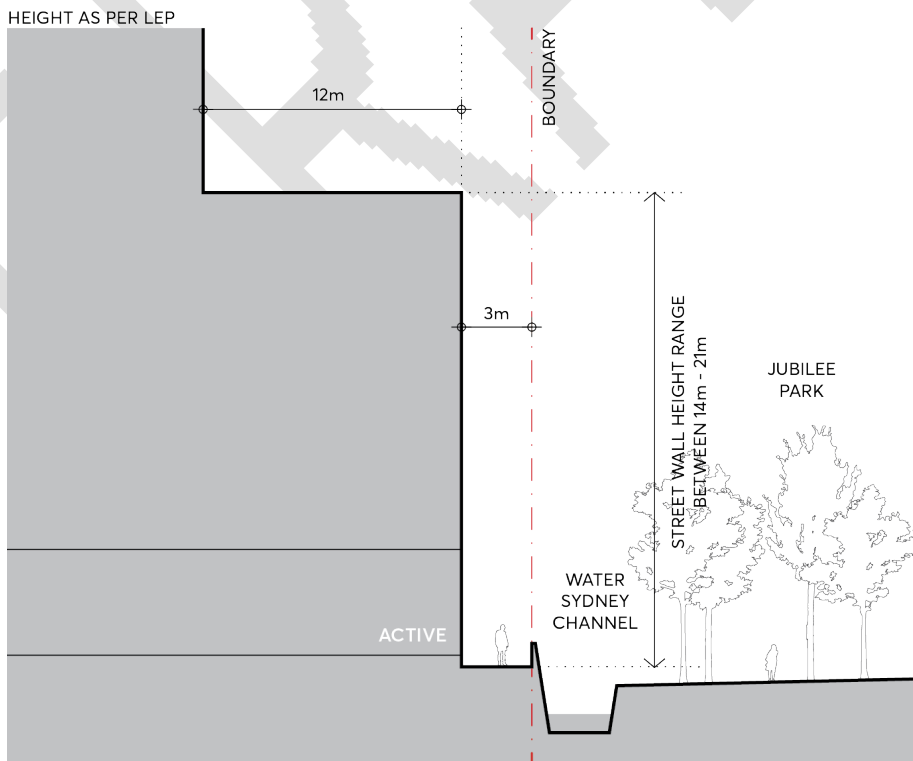 HEIGHT AS PER LEP
BOUNDARY
12m
3m
STREET WALL HEIGHT RANGE
BETWEEN 14m - 21m
JUBILEE
PARK
WATER
SYDNEY
CHANNEL
ACTIVE